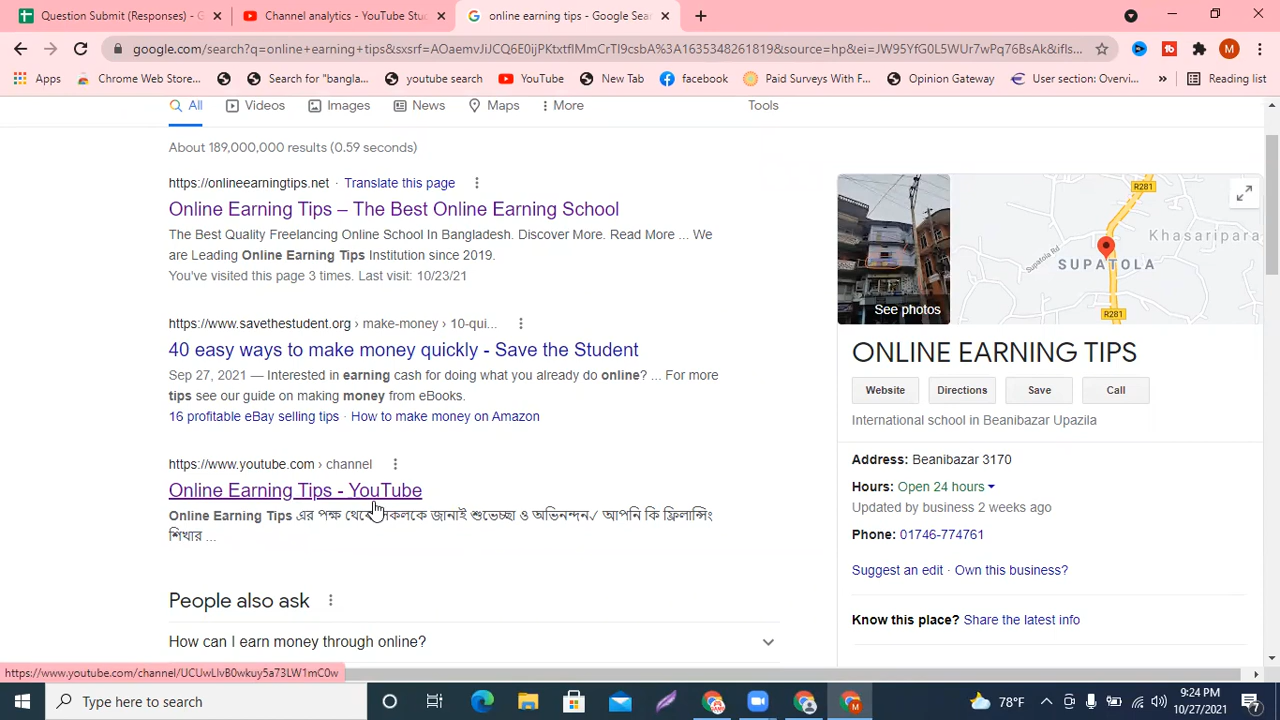 Question Submit (Responses) - G
Channel analytics - YouTube Stu
online earning tips - Google Sea
google.com/search?q=online+earning+tips&sxsrf=AOaemvJiJCQ6E0ijPKtxtflMmCrTI9csbA%3A1635348261819&source=hp&ei=JW95YfG0L5WUr7wPq76BsAk&ifls...
M
Apps
Chrome Web Store...
Search for "bangla...
youtube search
YouTube
New Tab
facebook
Paid Surveys With F...
Opinion Gateway
User section: Overvi...
»
Reading list
All
Videos
Images
News
Maps
More
Tools
About 189,000,000 results (0.59 seconds)
https://onlineearningtips.net · Translate this page
Online Earning Tips – The Best Online Earning School
The Best Quality Freelancing Online School In Bangladesh. Discover More. Read More ... We
are Leading Online Earning Tips Institution since 2019.
You've visited this page 3 times. Last visit: 10/23/21
https://www.savethestudent.org › make-money › 10-qui...
40 easy ways to make money quickly - Save the Student
Sep 27, 2021 — Interested in earning cash for doing what you already do online? ... For more
tips see our guide on making money from eBooks.
16 profitable eBay selling tips · How to make money on Amazon
https://www.youtube.com › channel
Online Earning Tips - YouTube
Online Earning Tips এর পক্ষ থেকে সকলকে জানাই শুভেচ্ছা ও অভিনন্দন✓ আপনি কি ফ্রিলান্সিং
শিখার ...
People also ask
How can I earn money through online?
See photos
R281
Khasaripara
Supatola Rd
SUPATOLA
R281
ONLINE EARNING TIPS
Website
Directions
Save
Call
International school in Beanibazar Upazila
Address: Beanibazar 3170
Hours: Open 24 hours
Updated by business 2 weeks ago
Phone: 01746-774761
Suggest an edit · Own this business?
Know this place? Share the latest info
https://www.youtube.com/channel/UCUwLIvB0wkuy5a73LW1mC0w
Type here to search
M
78°F
9:24 PM
10/27/2021
7